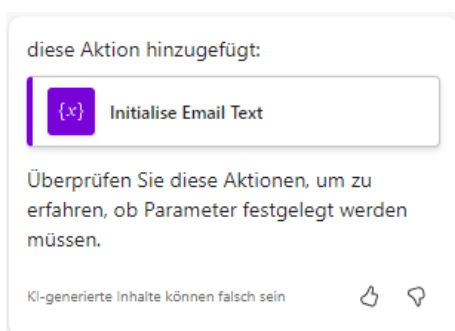 diese Aktion hinzugefügt:
{x} Initialise Email Text
Überprüfen Sie diese Aktionen, um zu
erfahren, ob Parameter festgelegt werden
müssen.
KI-generierte Inhalte können falsch sein